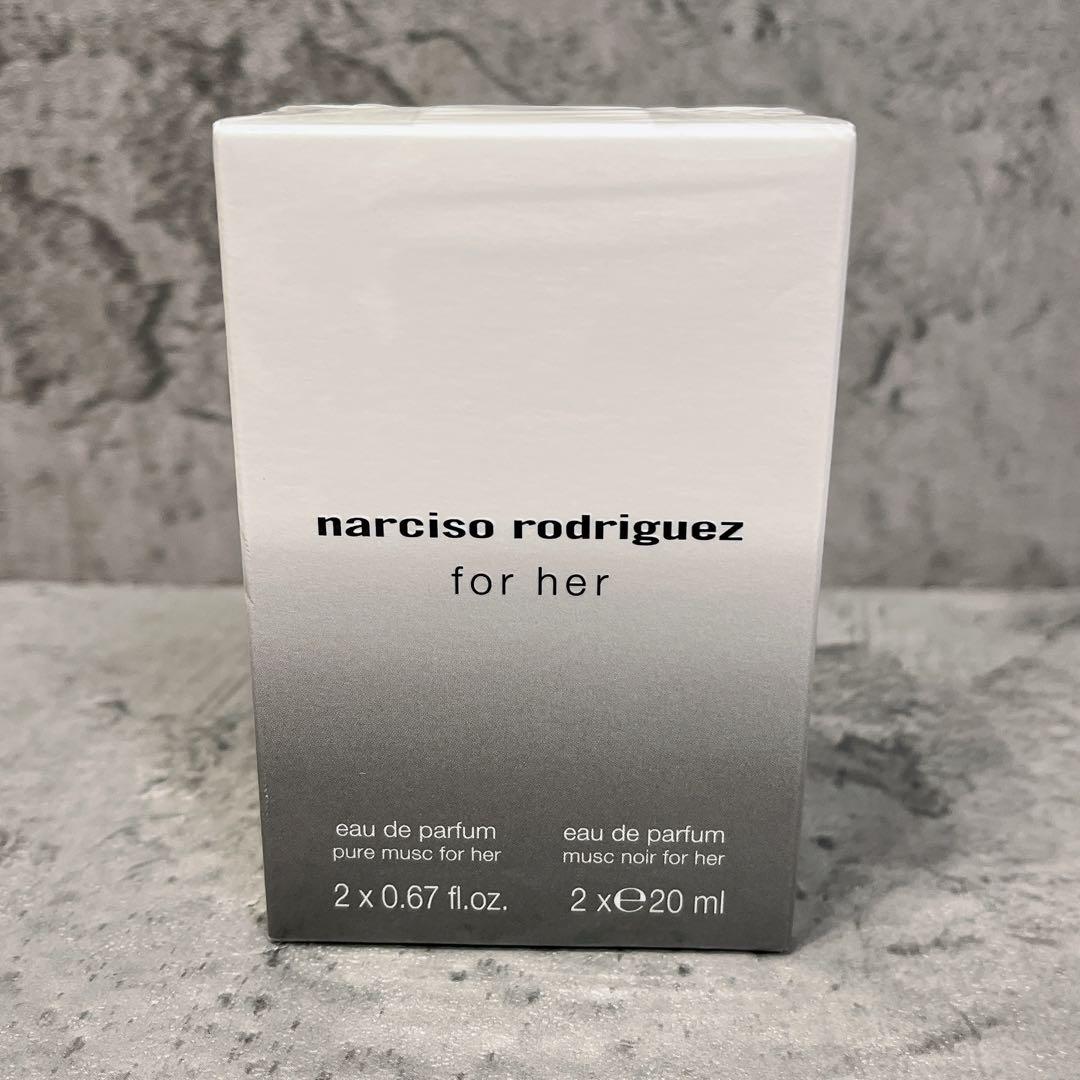 narciso rodriguez
for her
eau de parfum
pure musc for her
2 x 0.67 fl.oz.
eau de parfum
musc noir for her
2 x℮20 ml